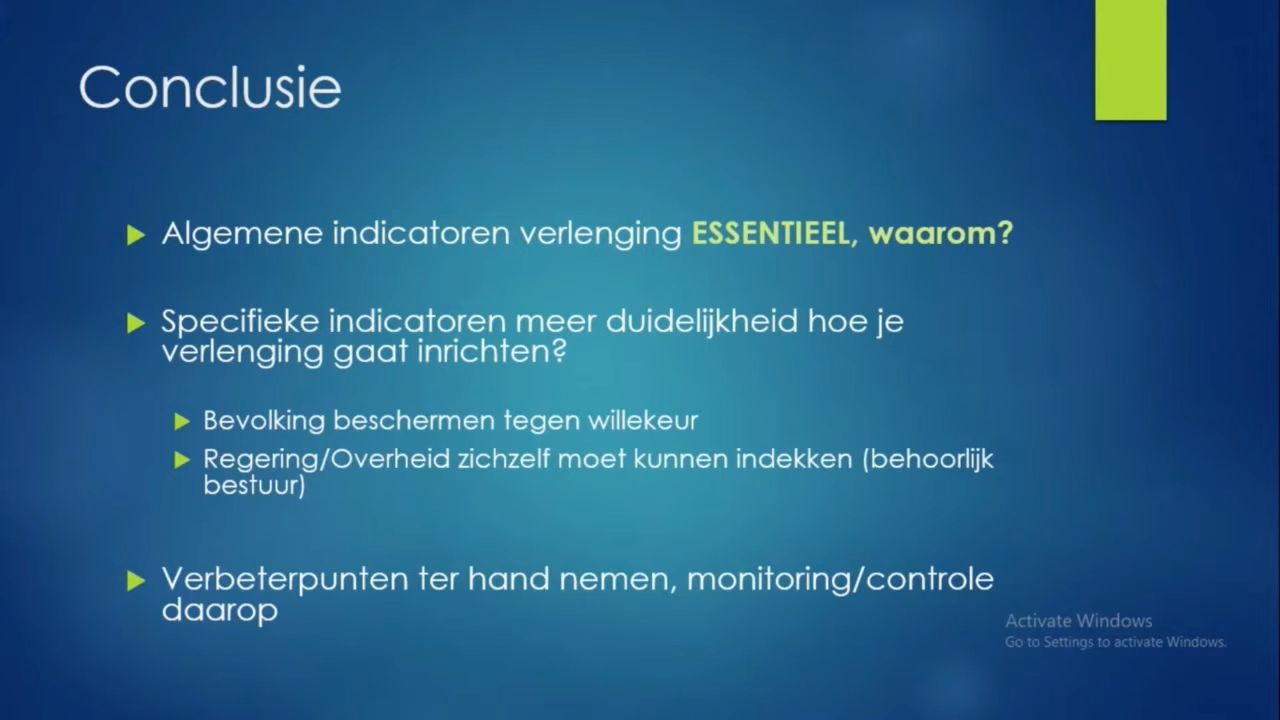 Conclusie
Algemene indicatoren verlenging ESSENTIEEL, waarom?
Specifieke indicatoren meer duidelijkheid hoe je
verlenging gaat inrichten?
Bevolking beschermen tegen willekeur
Regering/Overheid zichzelf moet kunnen indekken (behoorlijk
bestuur)
Verbeterpunten ter hand nemen, monitoring/controle
daarop
Activate Windows
Go to Settings to activate Windows.